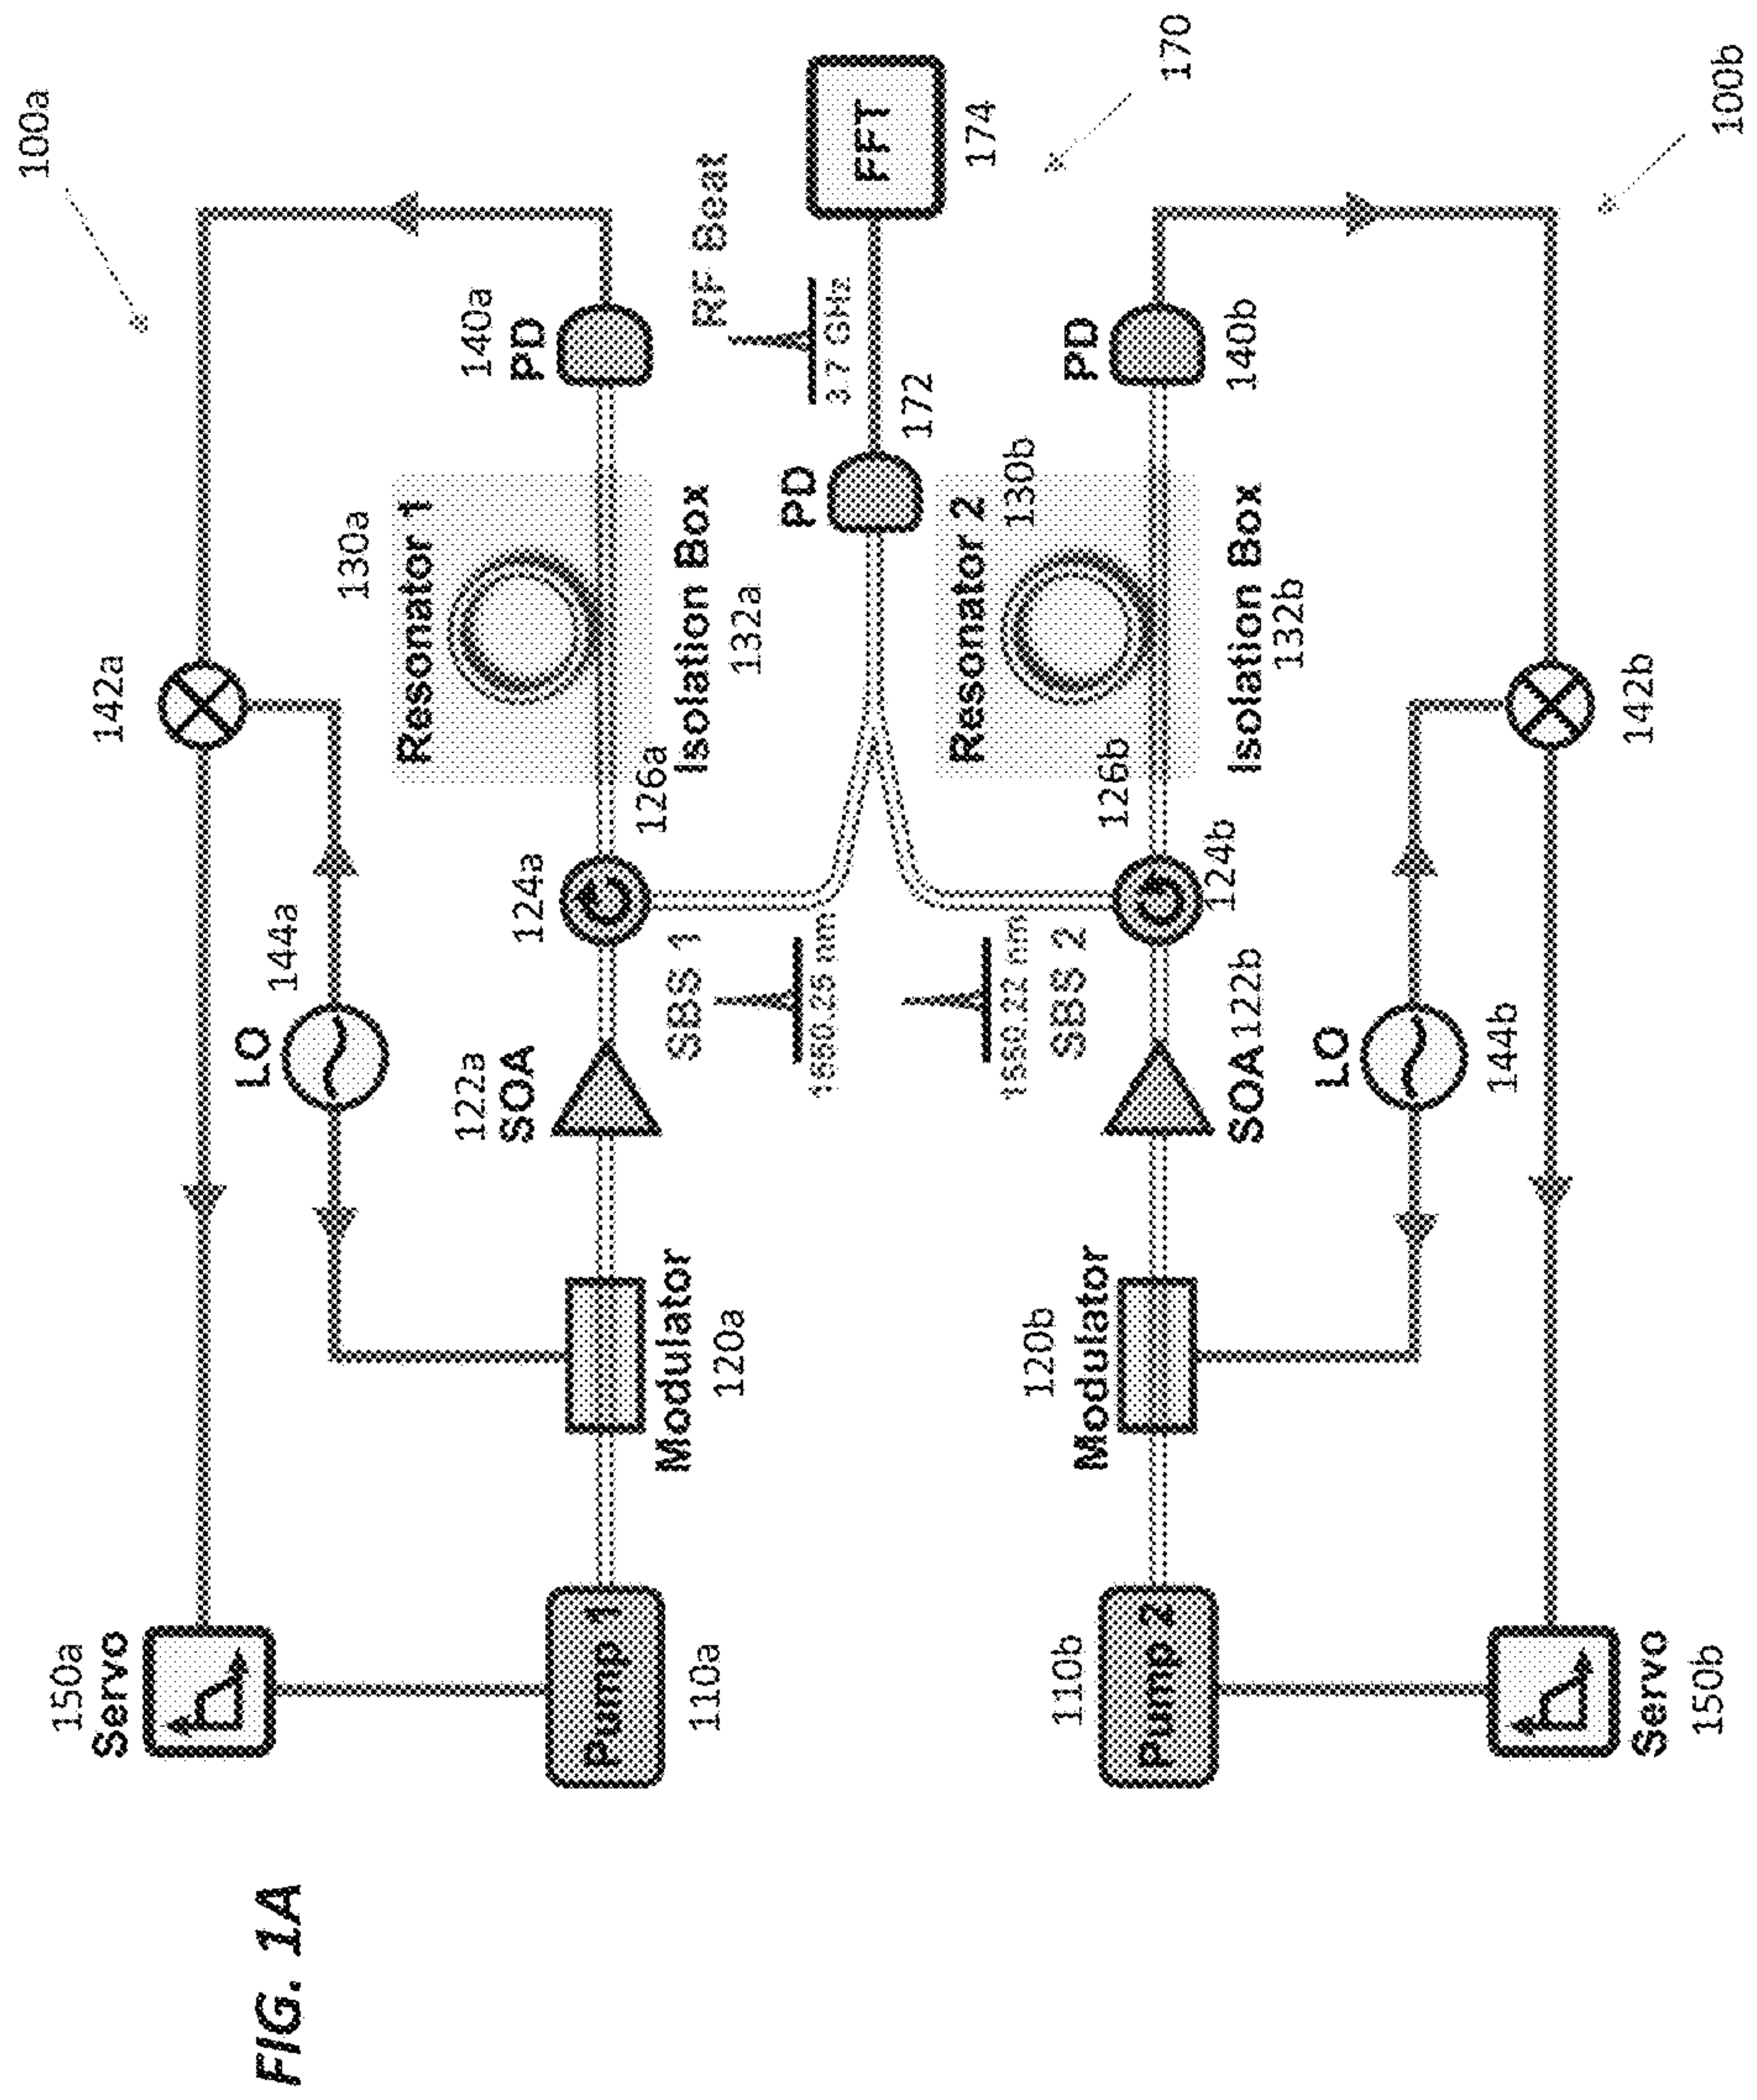 FIG. 1A
100a
150a
Servo
142a
144a
LO
130a
Resonator 1
Isolation Box
132a
140a
PD
Pump 1
110a
Modulator
120a
122a
SOA
124a
126a
SBS 1
1550.25 nm
RF Beat
3.7 GHz
PD
172
FFT
174
170
1550.22 nm
SBS 2
Pump 2
110b
Modulator
120b
SOA 122b
124b
126b
Resonator 2
130b
Isolation Box
132b
PD
140b
LO
144b
142b
Servo
150b
100b